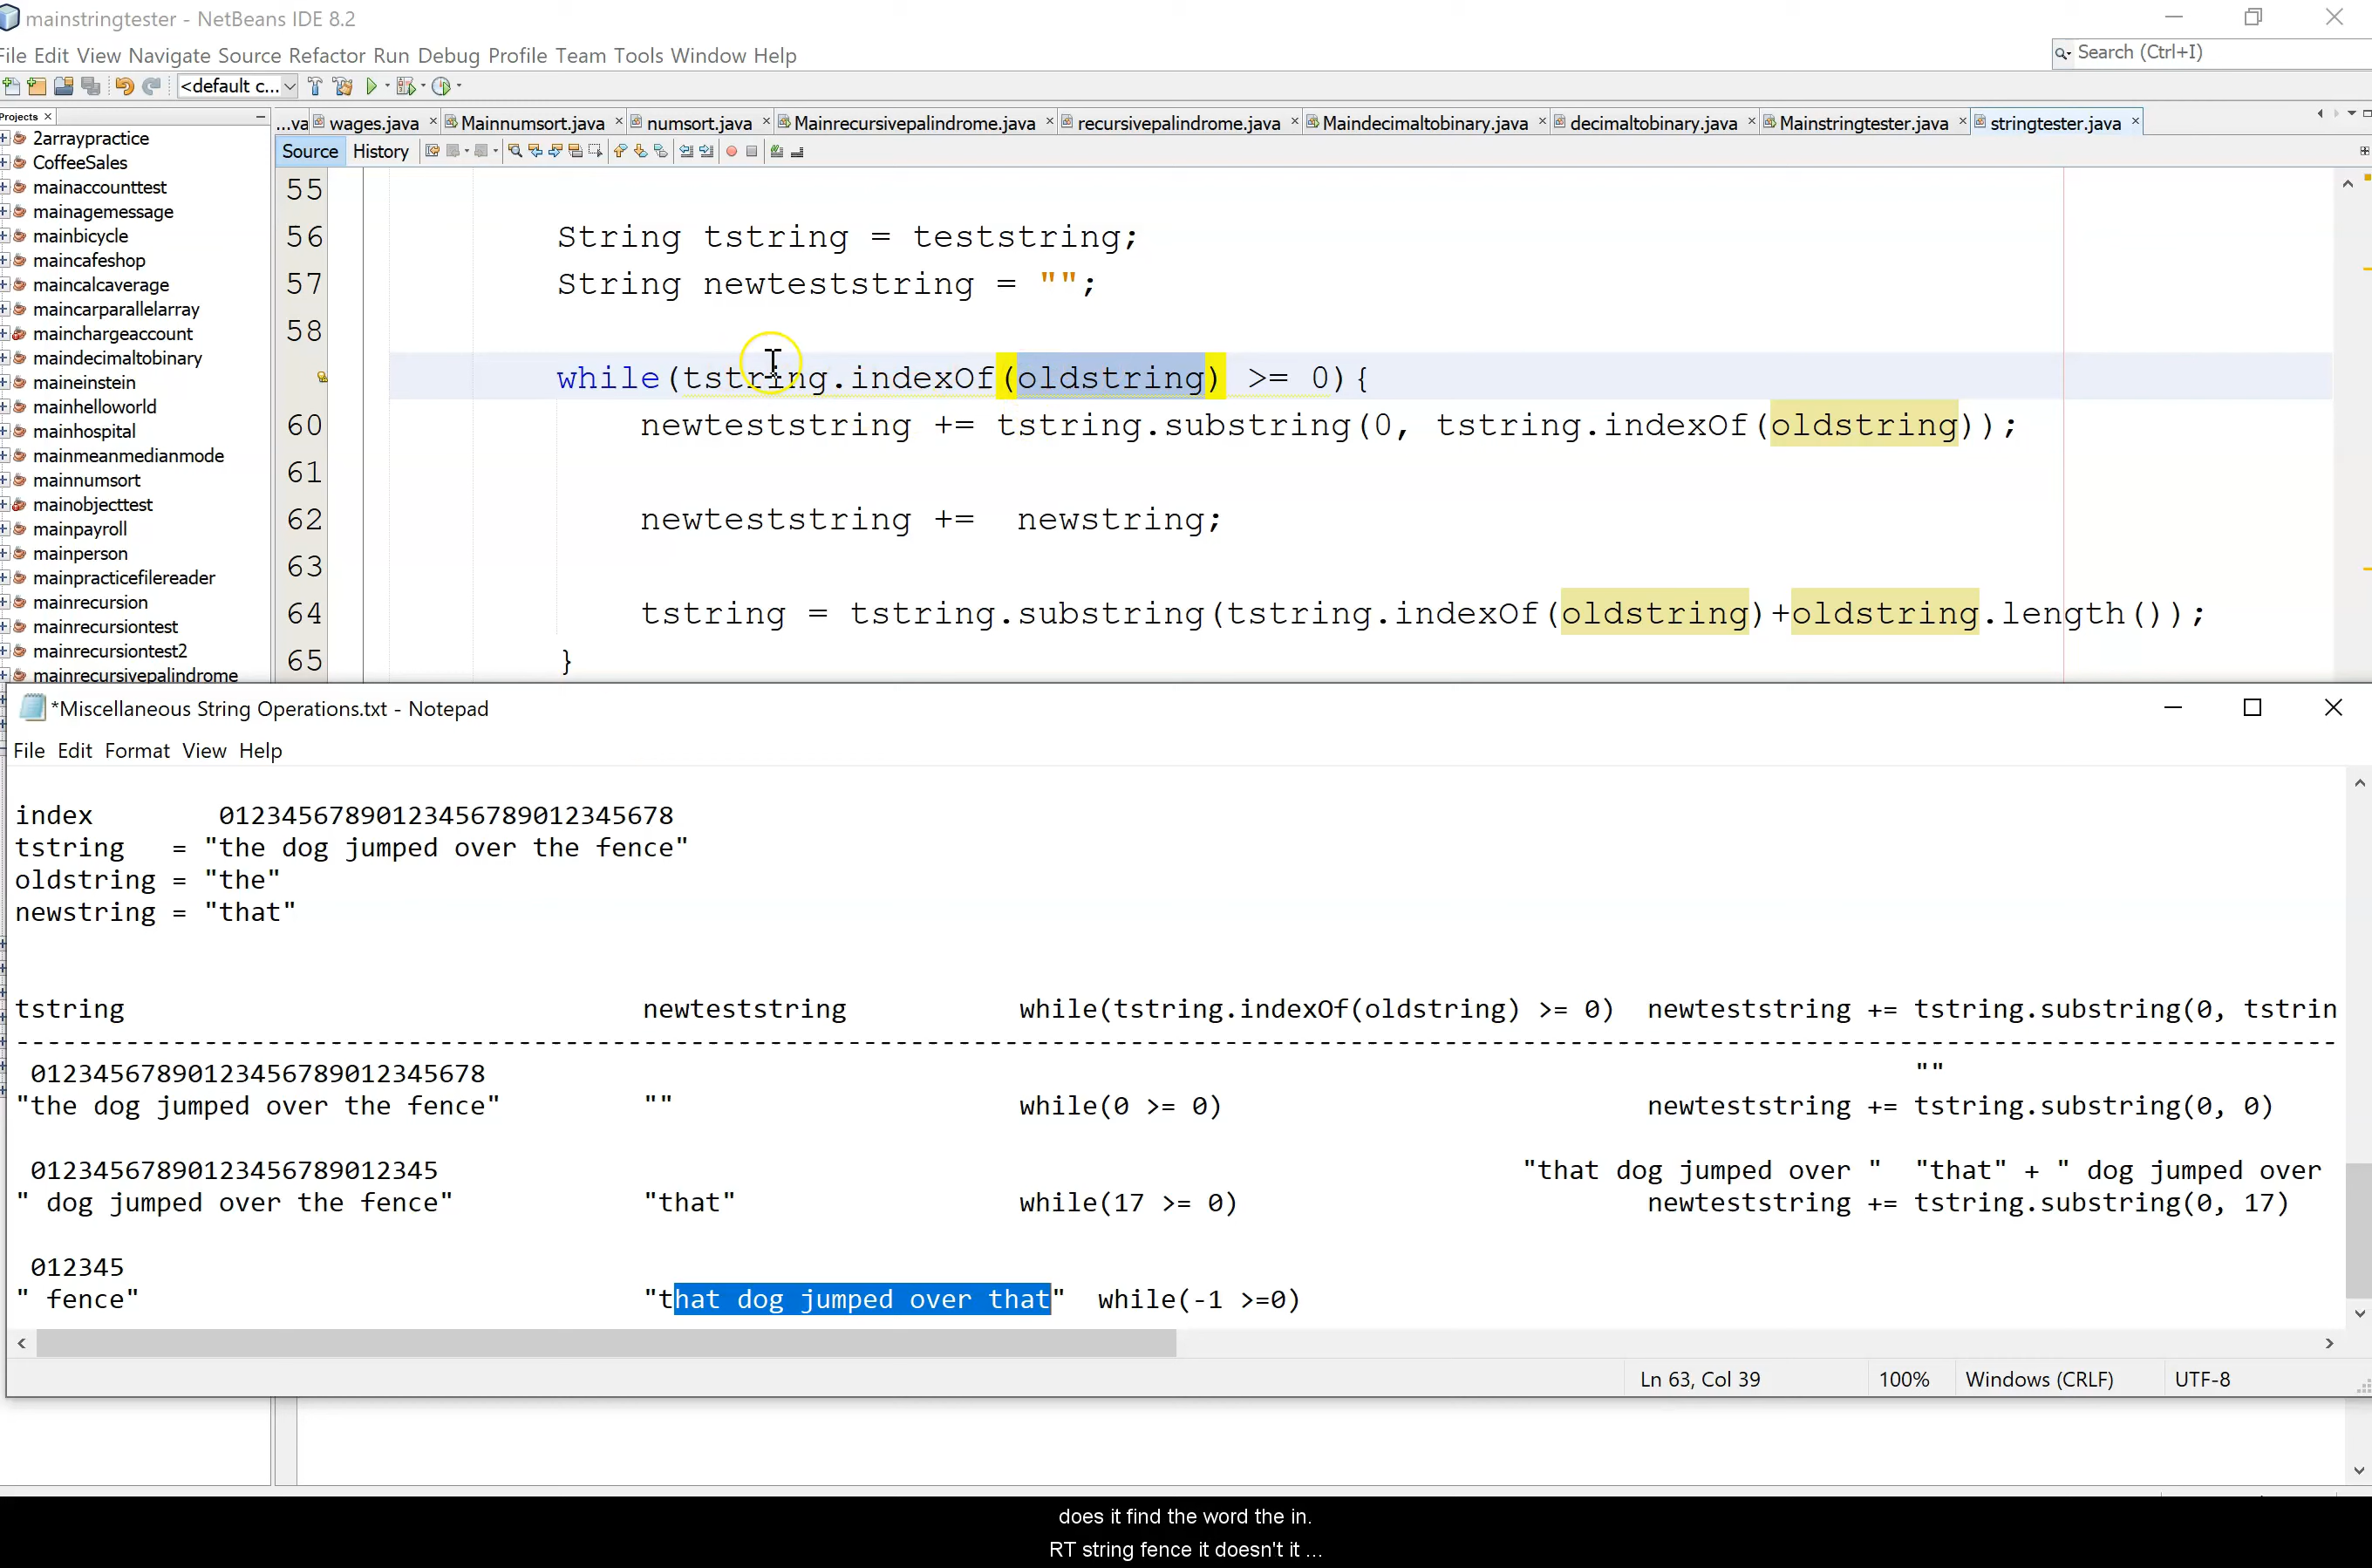 mainstringtester - NetBeans IDE 8.2
File Edit View Navigate Source Refactor Run Debug Profile Team Tools Window Help
Search (Ctrl+I)
<default c...
Projects
...va wages.java Mainnumsort.java numsort.java Mainrecursivepalindrome.java recursivepalindrome.java Maindecimaltobinary.java decimaltobinary.java Mainstringtester.java stringtester.java
Source History
2arraypractice
CoffeeSales
mainaccounttest
mainagemessage
mainbicycle
maincafeshop
maincalcaverage
maincarparallelarray
mainchargeaccount
maindecimaltobinary
maineinstein
mainhelloworld
mainhospital
mainmeanmedianmode
mainnumsort
mainobjecttest
mainpayroll
mainperson
mainpracticefilereader
mainrecursion
mainrecursiontest
mainrecursiontest2
mainrecursivepalindrome
55
56 String tstring = teststring;
57 String newteststring = "";
58
while(tstring.indexOf(oldstring) >= 0){
60 newteststring += tstring.substring(0, tstring.indexOf(oldstring));
61
62 newteststring += newstring;
63
64 tstring = tstring.substring(tstring.indexOf(oldstring)+oldstring.length());
65 }
*Miscellaneous String Operations.txt - Notepad
File Edit Format View Help
index 01234567890123456789012345678
tstring = "the dog jumped over the fence"
oldstring = "the"
newstring = "that"
tstring newteststring while(tstring.indexOf(oldstring) >= 0) newteststring += tstring.substring(0, tstrin
------------------------------------------------------------------------------------------------------------------------------------------------------
01234567890123456789012345678 ""
"the dog jumped over the fence" "" while(0 >= 0) newteststring += tstring.substring(0, 0)
01234567890123456789012345 "that dog jumped over " "that" + " dog jumped over
" dog jumped over the fence" "that" while(17 >= 0) newteststring += tstring.substring(0, 17)
012345
" fence" "that dog jumped over that" while(-1 >=0)
Ln 63, Col 39 100% Windows (CRLF) UTF-8
does it find the word the in.
RT string fence it doesn't it ...